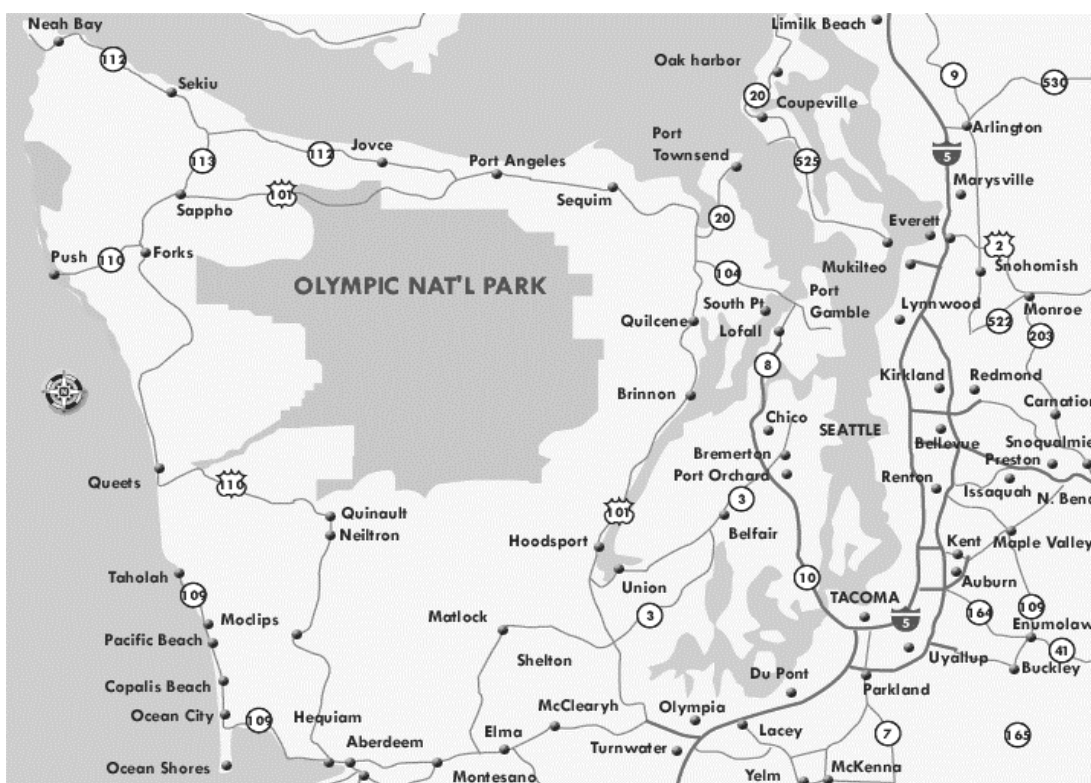 Neah Bay
112
Sekiu
113
112
Jovce
Port Angeles
Sappho
101
Sequim
Push
110
Forks
OLYMPIC NAT'L PARK
Limilk Beach
Oak harbor
20
Coupeville
9
530
Port
Townsend
525
5
Arlington
Marysville
20
Everett
2
Mukilteo
Snohomish
104
South Pt
Port
Gamble
Lynnwood
Monroe
Quilcene
Lofall
522
203
8
Kirkland
Redmond
Brinnon
Carnation
Chico
SEATTLE
Bellevue
Snoqualmie
Bremerton
Preston
Port Orchard
Renton
Issaquah
N. Bend
Queets
110
Quinault
Neiltron
101
3
Belfair
Hoodsport
Kent
Maple Valley
Union
Auburn
10
Taholah
109
TACOMA
164
109
Moclips
Matlock
3
5
Enumolaw
Pacific Beach
41
Shelton
Uyallup
Buckley
Copalis Beach
Du Pont
Parkland
Ocean City
109
Hequiam
McClearyh
Olympia
Elma
Lacey
7
165
Aberdeem
Turnwater
Ocean Shores
Montesano
Yelm
McKenna